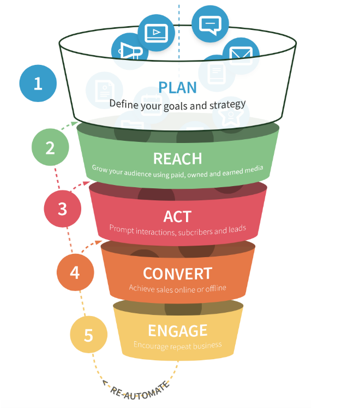 1
PLAN
Define your goals and strategy
2
REACH
Grow your audience using paid, owned and earned media
3
ACT
Prompt interactions, subcribers and leads
4
CONVERT
Achieve sales online or offline
5
ENGAGE
Encourage repeat business
RE-AUTOMATE